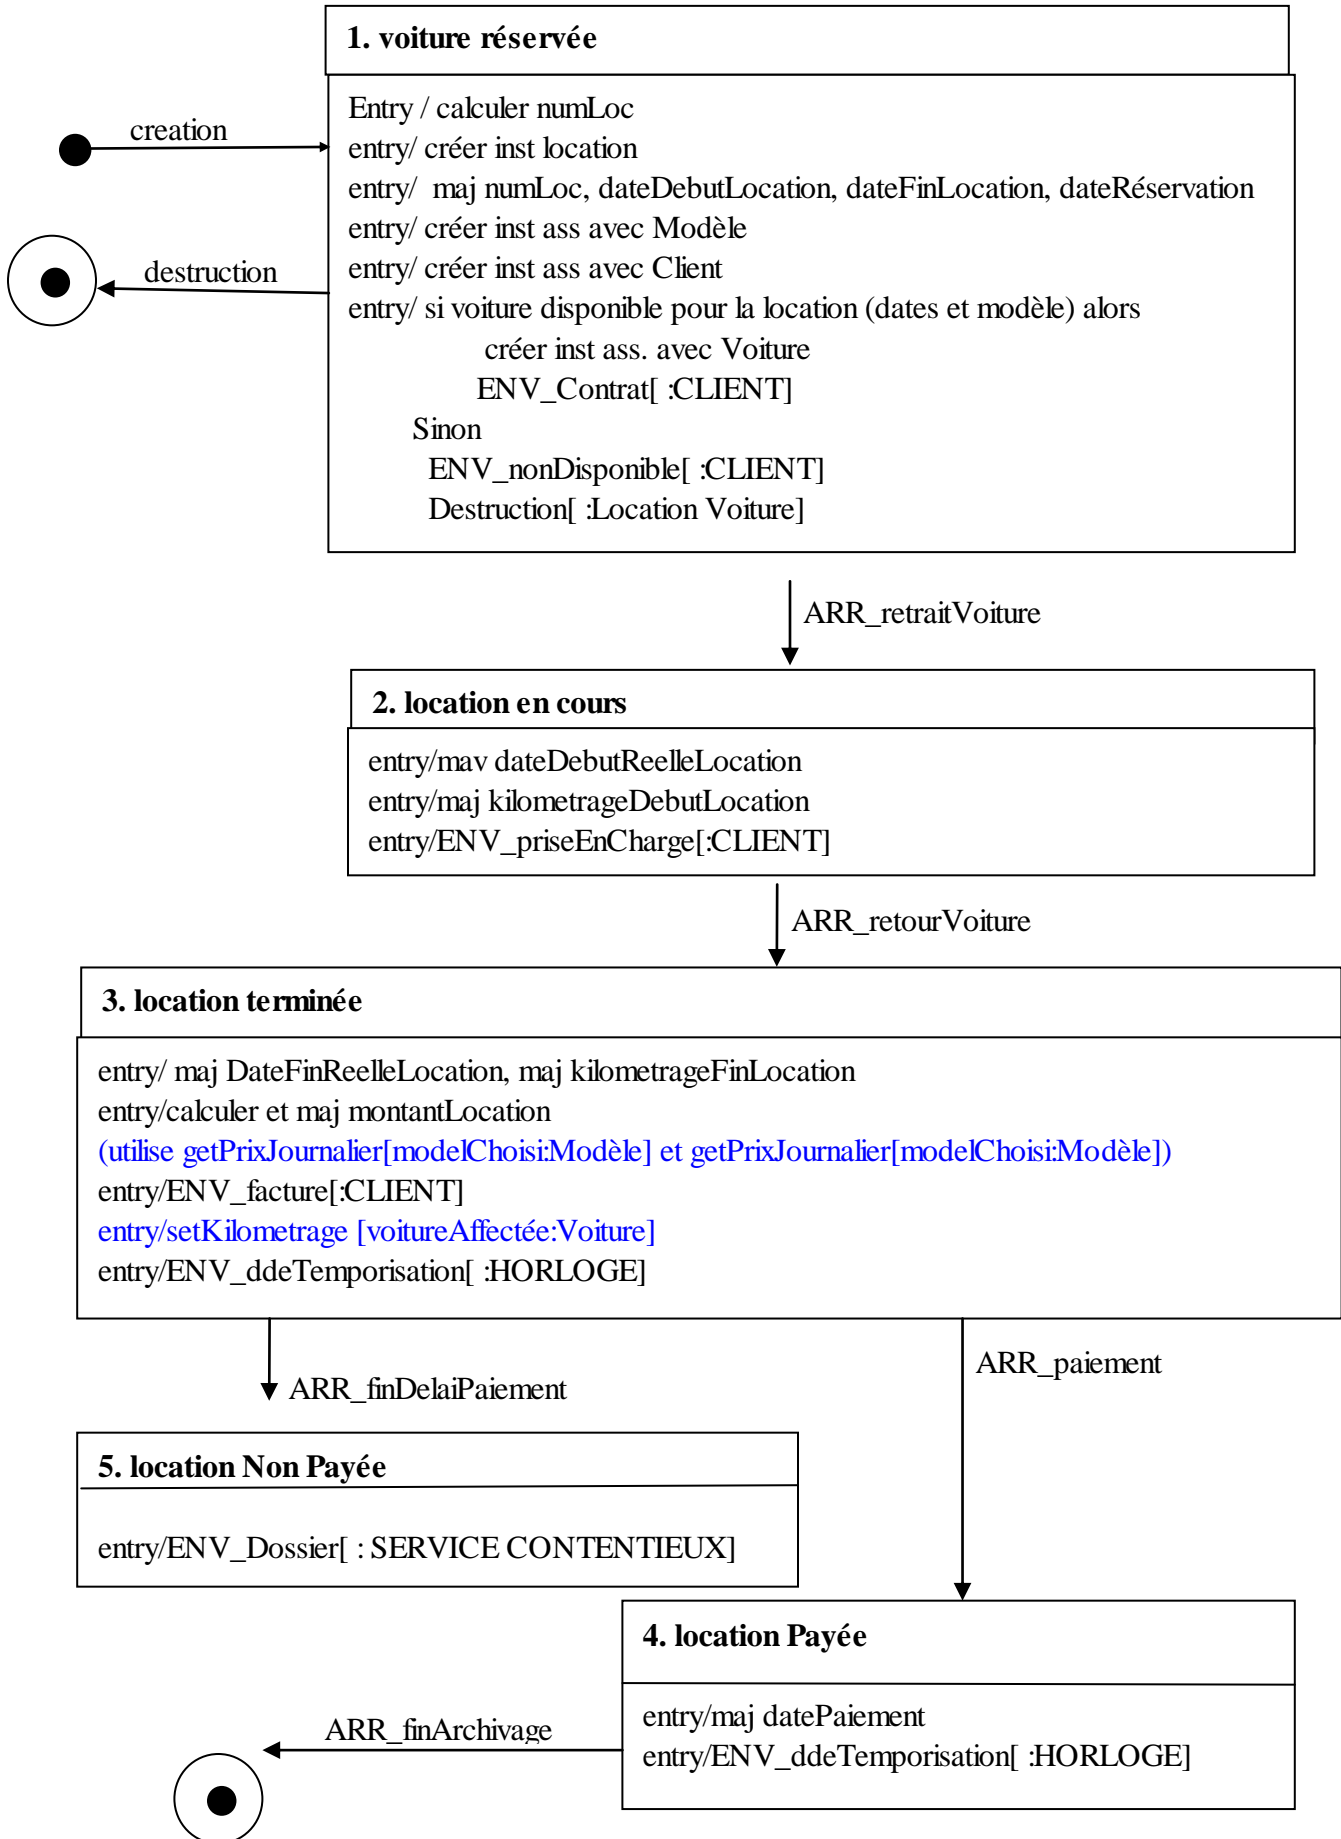 1. voiture réservée
creation
Entry / calculer numLoc
entry/ créer inst location
entry/ maj numLoc, dateDebutLocation, dateFinLocation, dateRéservation
entry/ créer inst ass avec Modèle
destruction
entry/ créer inst ass avec Client
entry/ si voiture disponible pour la location (dates et modèle) alors
créer inst ass. avec Voiture
ENV_Contrat[ :CLIENT]
Sinon
ENV_nonDisponible[ :CLIENT]
Destruction[ :Location Voiture]
ARR_retraitVoiture
2. location en cours
entry/mav dateDebutReelleLocation
entry/maj kilometrageDebutLocation
entry/ENV_priseEnCharge[:CLIENT]
ARR_retourVoiture
3. location terminée
entry/ maj DateFinReelleLocation, maj kilometrageFinLocation
entry/calculer et maj montantLocation
(utilise getPrixJournalier[modelChoisi:Modèle] et getPrixJournalier[modelChoisi:Modèle])
entry/ENV_facture[:CLIENT]
entry/setKilometrage [voitureAffectée:Voiture]
entry/ENV_ddeTemporisation[ :HORLOGE]
ARR_paiement
ARR_finDelaiPaiement
5. location Non Payée
entry/ENV_Dossier[ : SERVICE CONTENTIEUX]
4. location Payée
entry/maj datePaiement
ARR_finArchivage
entry/ENV_ddeTemporisation[ :HORLOGE]